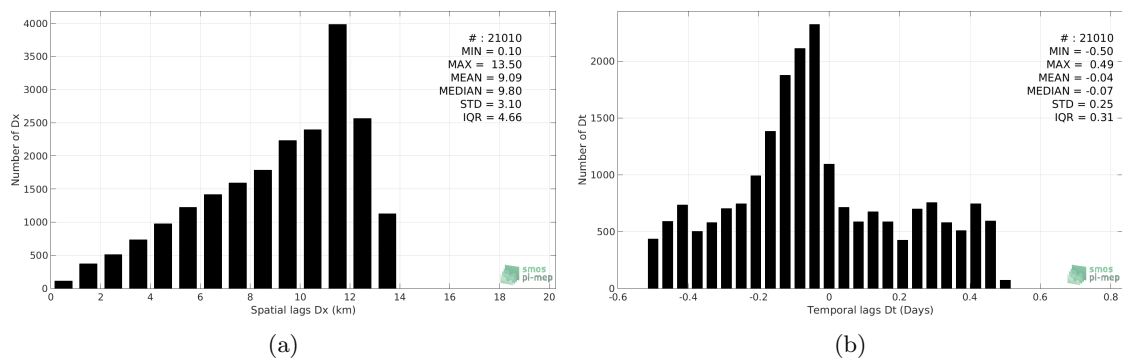 4000
3500
3000
2500
2000
1500
1000
500
0
Number of Dx
# : 21010
MIN = 0.10
MAX = 13.50
MEAN = 9.09
MEDIAN = 9.80
STD = 3.10
IQR = 4.66
smos
pi-mep
0 2 4 6 8 10 12 14 16 18 20
Spatial lags Dx (km)
(a)
2000
1500
1000
500
0
Number of Dt
# : 21010
MIN = -0.50
MAX = 0.49
MEAN = -0.04
MEDIAN = -0.07
STD = 0.25
IQR = 0.31
smos
pi-mep
-0.6 -0.4 -0.2 0 0.2 0.4 0.6 0.8
Temporal lags Dt (Days)
(b)